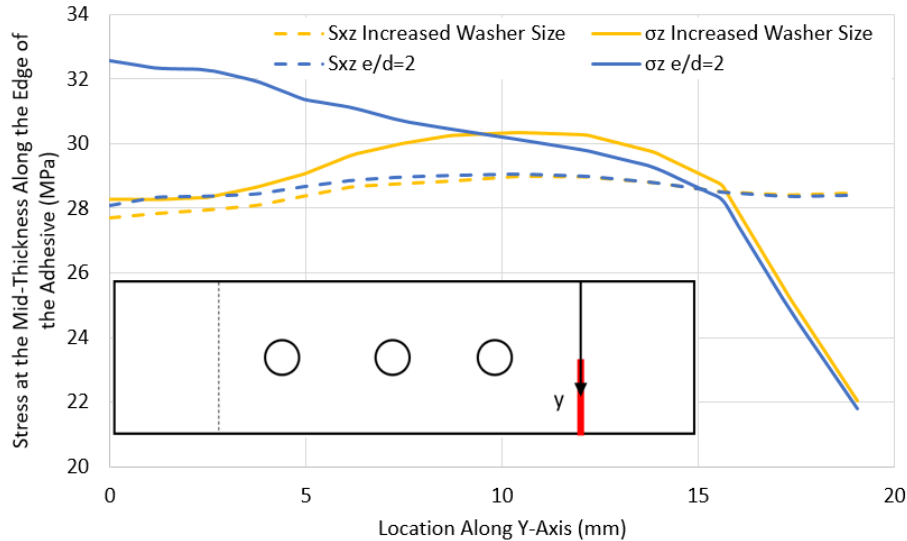 Stress at the Mid-Thickness Along the Edge of
the Adhesive (MPa)
34
32
30
28
26
24
22
20
Sxz Increased Washer Size
σz Increased Washer Size
Sxz e/d=2
σz e/d=2
y
0
5
10
15
20
Location Along Y-Axis (mm)